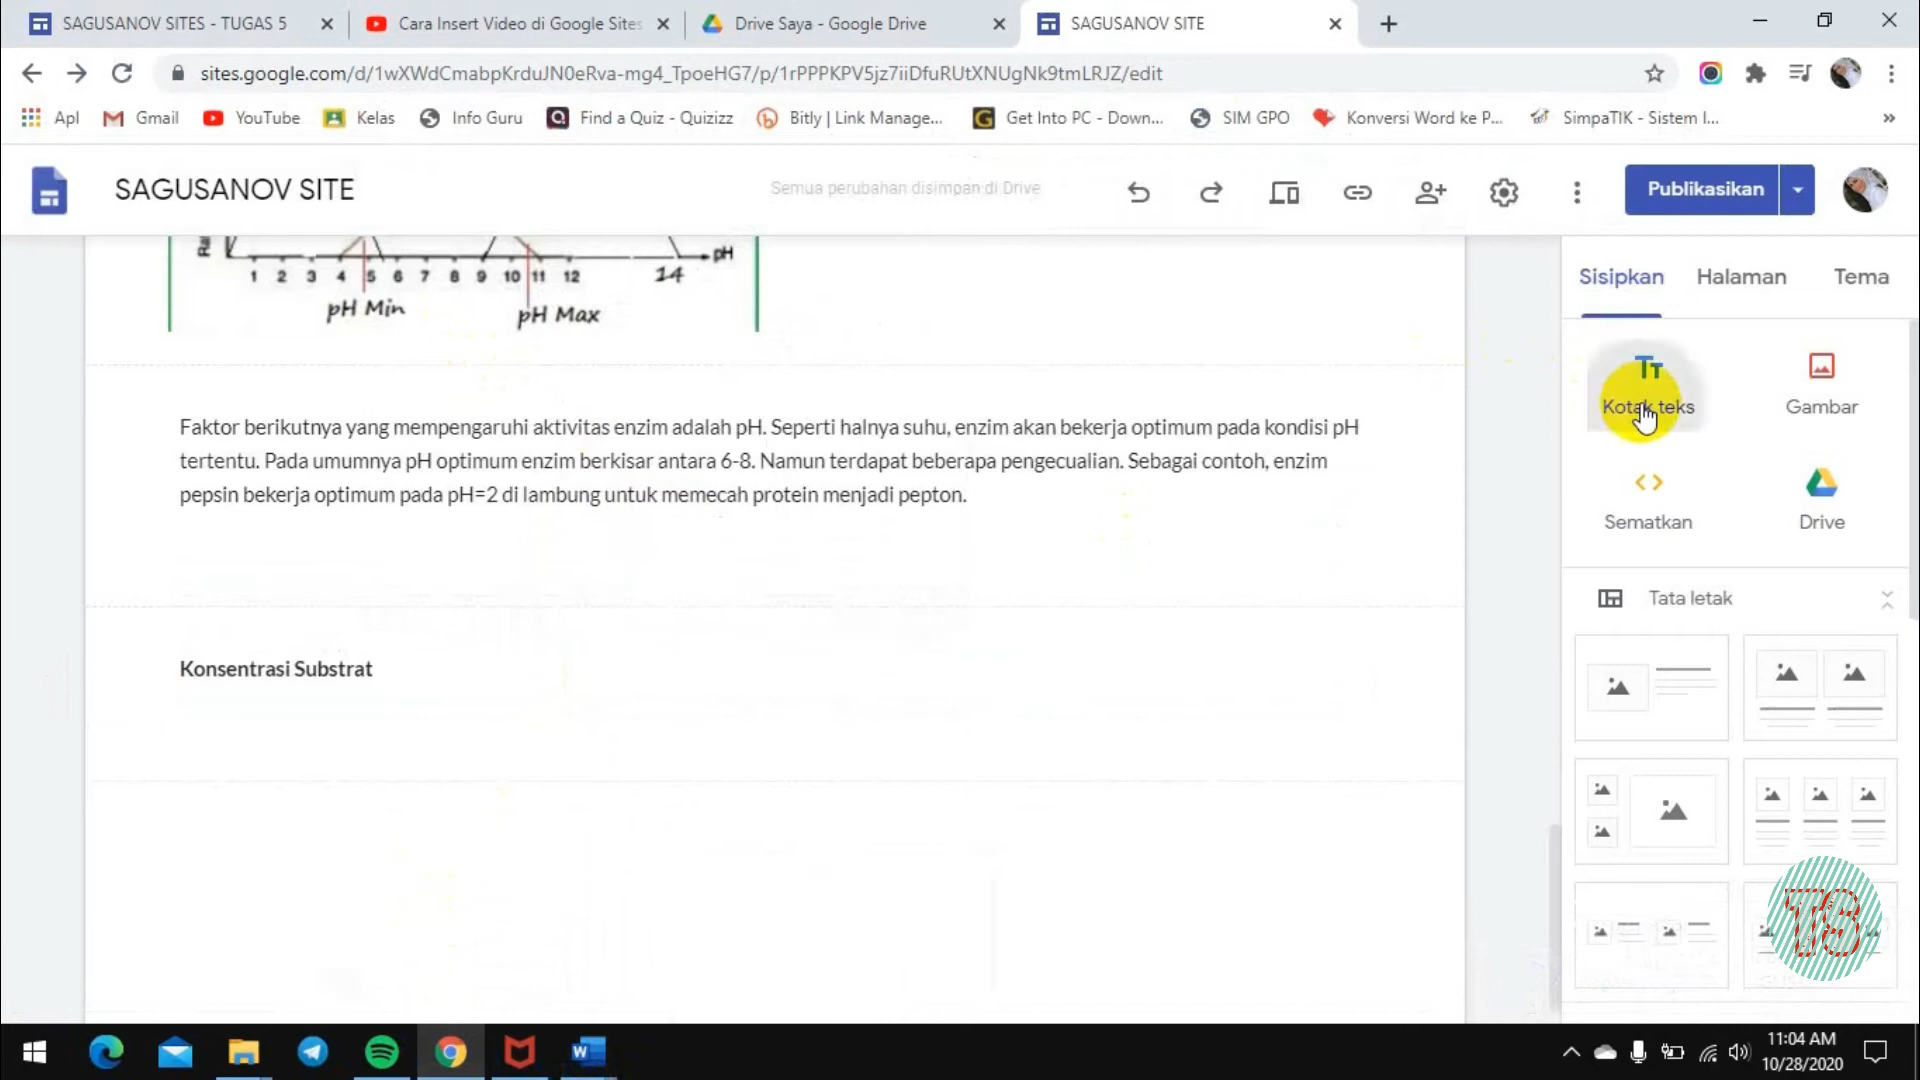 SAGUSANOV SITES - TUGAS 5
Cara Insert Video di Google Sites
Drive Saya - Google Drive
SAGUSANOV SITE
sites.google.com/d/1wXWdCmabpKrduJN0eRva-mg4_TpoeHG7/p/1rPPPKPV5jz7iiDfuRUtXNUgNk9tmLRJZ/edit
Apl
Gmail
YouTube
Kelas
Info Guru
Find a Quiz - Quizizz
Bitly | Link Manage...
Get Into PC - Down...
SIM GPO
Konversi Word ke P...
SimpaTIK - Sistem I...
SAGUSANOV SITE
Semua perubahan disimpan di Drive
Publikasikan
pH
1 2 3 4 5 6 7 8 9 10 11 12 14
pH Min
pH Max
Faktor berikutnya yang mempengaruhi aktivitas enzim adalah pH. Seperti halnya suhu, enzim akan bekerja optimum pada kondisi pH
tertentu. Pada umumnya pH optimum enzim berkisar antara 6-8. Namun terdapat beberapa pengecualian. Sebagai contoh, enzim
pepsin bekerja optimum pada pH=2 di lambung untuk memecah protein menjadi pepton.
Konsentrasi Substrat
Sisipkan
Halaman
Tema
Kotak teks
Gambar
Sematkan
Drive
Tata letak
11:04 AM
10/28/2020